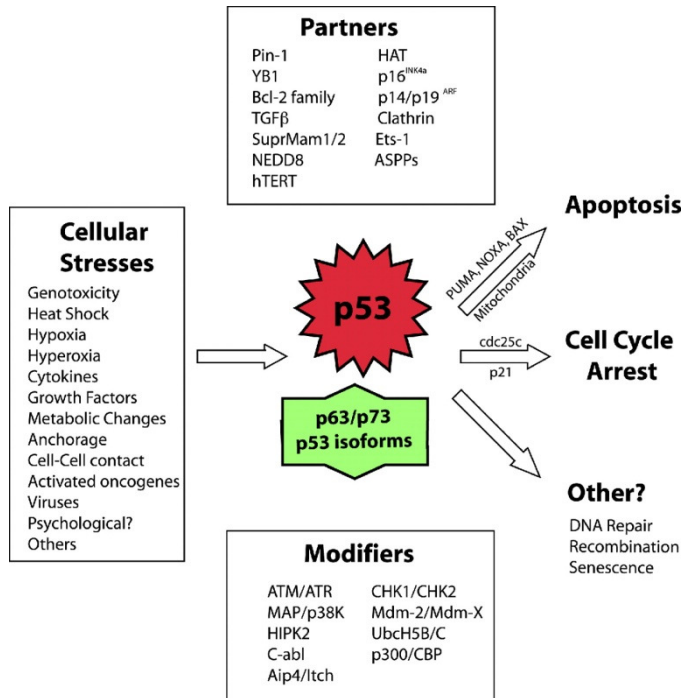 Partners
Pin-1
YB1
Bcl-2 family
TGFβ
SuprMam1/2
NEDD8
hTERT
HAT
p16INK4a
p14/p19 ARF
Clathrin
Ets-1
ASPPs
Cellular
Stresses
Genotoxicity
Heat Shock
Hypoxia
Hyperoxia
Cytokines
Growth Factors
Metabolic Changes
Anchorage
Cell-Cell contact
Activated oncogenes
Viruses
Psychological?
Others
p53
p63/p73
p53 isoforms
PUMA, NOXA, BAX
Mitochondria
Apoptosis
cdc25c
p21
Cell Cycle
Arrest
Other?
DNA Repair
Recombination
Senescence
Modifiers
ATM/ATR
MAP/p38K
HIPK2
C-abl
Aip4/Itch
CHK1/CHK2
Mdm-2/Mdm-X
UbcH5B/C
p300/CBP